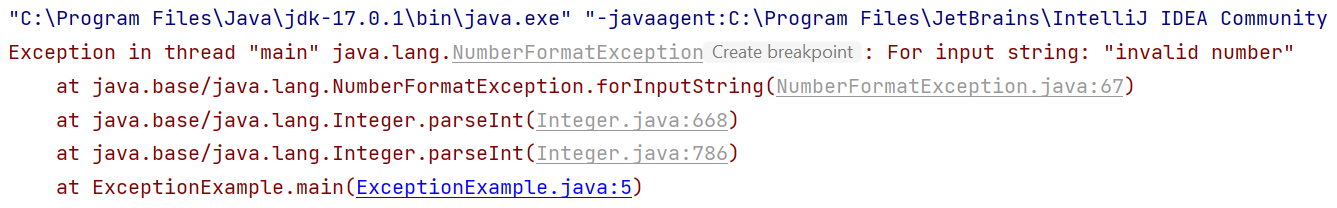 "C:\Program Files\Java\jdk-17.0.1\bin\java.exe" "-javaagent:C:\Program Files\JetBrains\IntelliJ IDEA Community
Exception in thread "main" java.lang.NumberFormatException Create breakpoint : For input string: "invalid number"
at java.base/java.lang.NumberFormatException.forInputString(NumberFormatException.java:67)
at java.base/java.lang.Integer.parseInt(Integer.java:668)
at java.base/java.lang.Integer.parseInt(Integer.java:786)
at ExceptionExample.main(ExceptionExample.java:5)